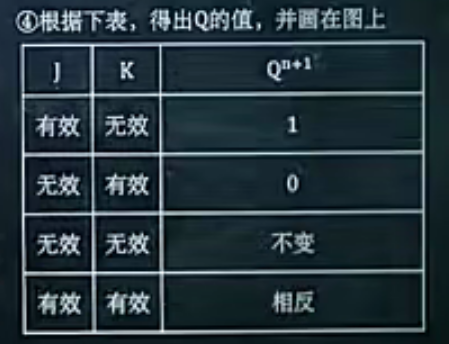 ④根据下表，得出Q的值，并画在图上
J K Qⁿ⁺¹
有效 无效 1
无效 有效 0
无效 无效 不变
有效 有效 相反